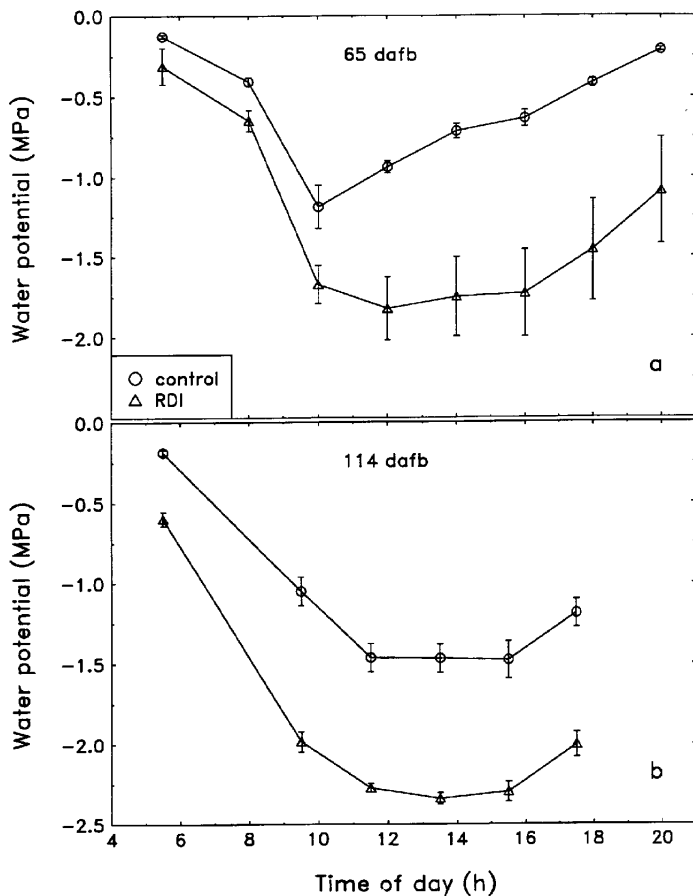 0.0
65 dafb
-0.5
-1.0
-1.5
-2.0
Water potential (MPa)
control
RDI
a
0.0
114 dafb
-0.5
-1.0
-1.5
-2.0
-2.5
Water potential (MPa)
b
4 6 8 10 12 14 16 18 20
Time of day (h)